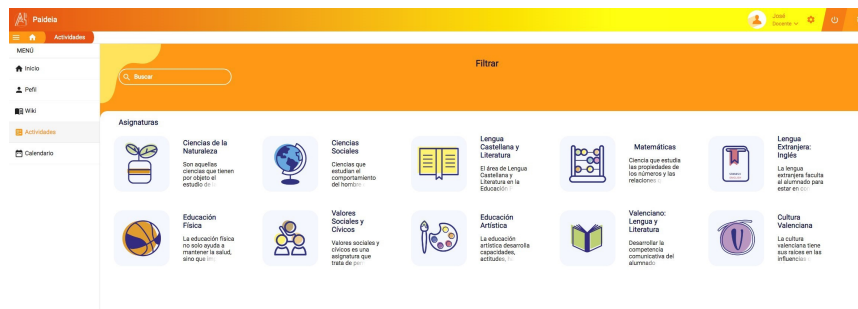 Paideia
José
Docente
Actividades
MENÚ
Inicio
Pefil
Wiki
Actividades
Calendario
Filtrar
Buscar
Asignaturas
Ciencias de la
Naturaleza
Son aquellas
ciencias que tienen
por objeto el
estudio de
Ciencias
Sociales
Ciencias que
estudian el
comportamiento
del hombre
Lengua
Castellana y
Literatura
El área de Lengua
Castellana y
Literatura en la
Educación
Matemáticas
Ciencia que estudia
las propiedades de
los números y las
relaciones
Lengua
Extranjera:
Inglés
La lengua
extranjera faculta
al alumnado para
estar en
Educación
Física
La educación física
no solo ayuda a
mantener la salud,
sino que
Valores
Sociales y
Cívicos
Valores sociales y
cívicos es una
asignatura que
trata de
Educación
Artística
La educación
artística desarrolla
capacidades,
actitudes,
Valenciano:
Lengua y
Literatura
Desarrollar la
competencia
comunicativa del
alumnado
Cultura
Valenciana
La cultura
valenciana tiene
sus raíces en las
influencias